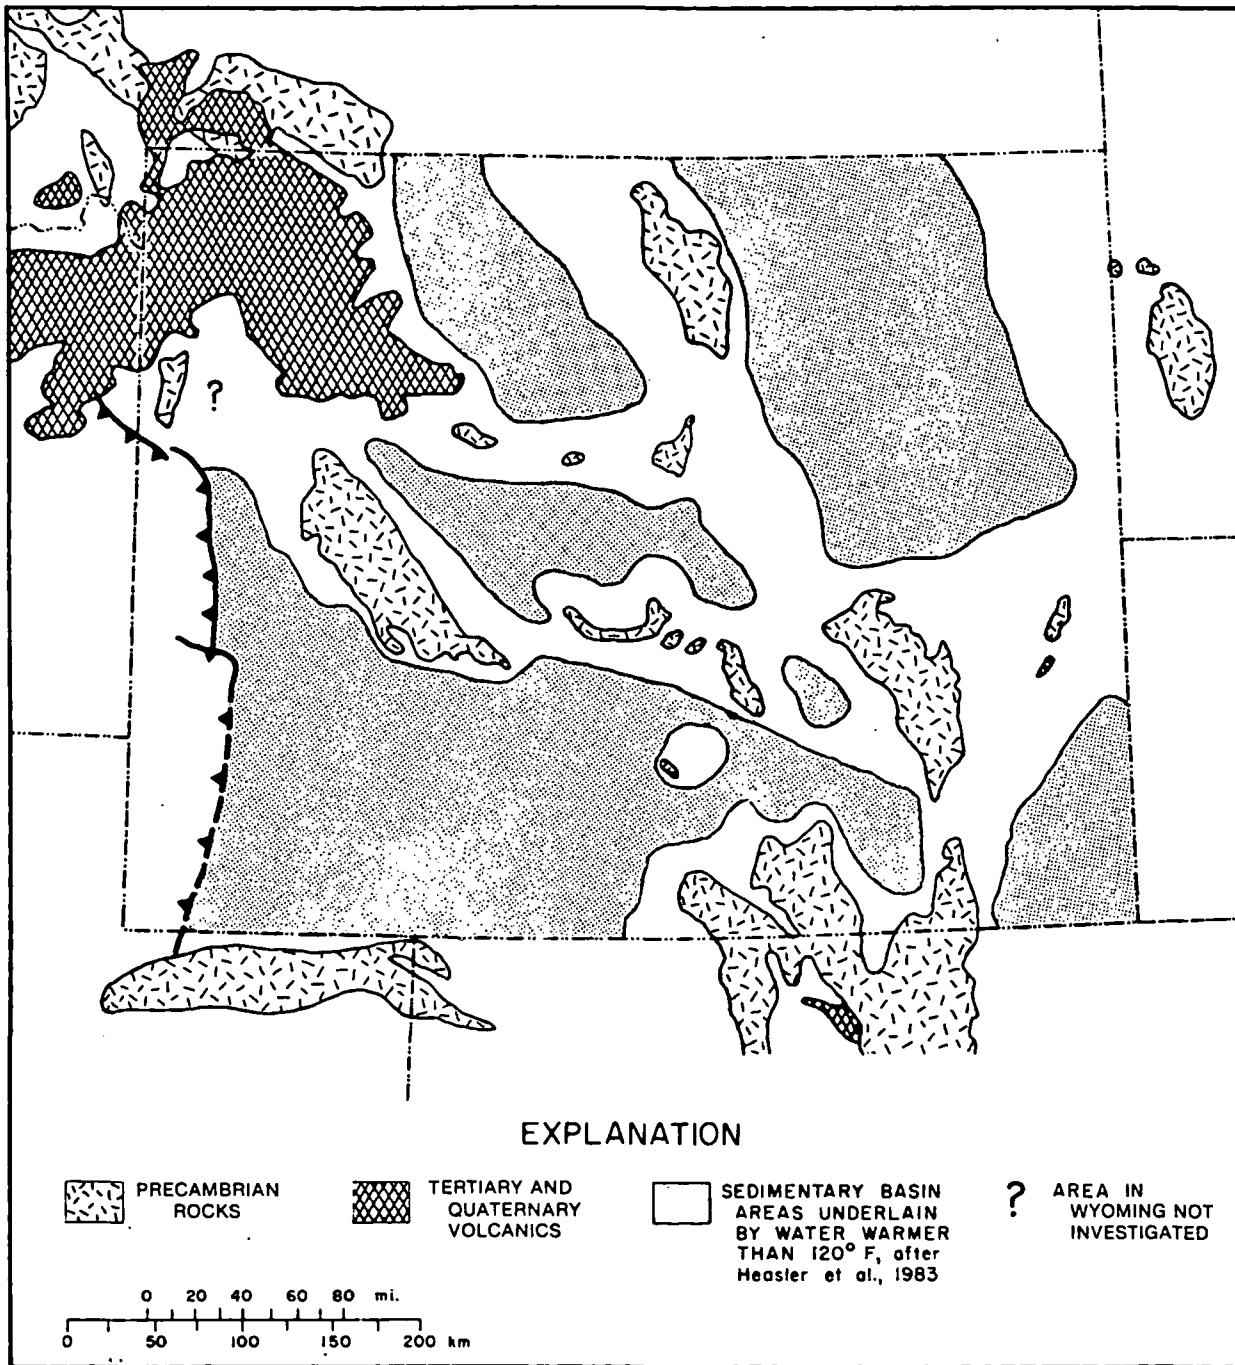 ?
EXPLANATION
PRECAMBRIAN
ROCKS
TERTIARY AND
QUATERNARY
VOLCANICS
SEDIMENTARY BASIN
AREAS UNDERLAIN
BY WATER WARMER
THAN 120° F, after
Heasler et al., 1983
? AREA IN
WYOMING NOT
INVESTIGATED
0 20 40 60 80 mi.
0 50 100 150 200 km